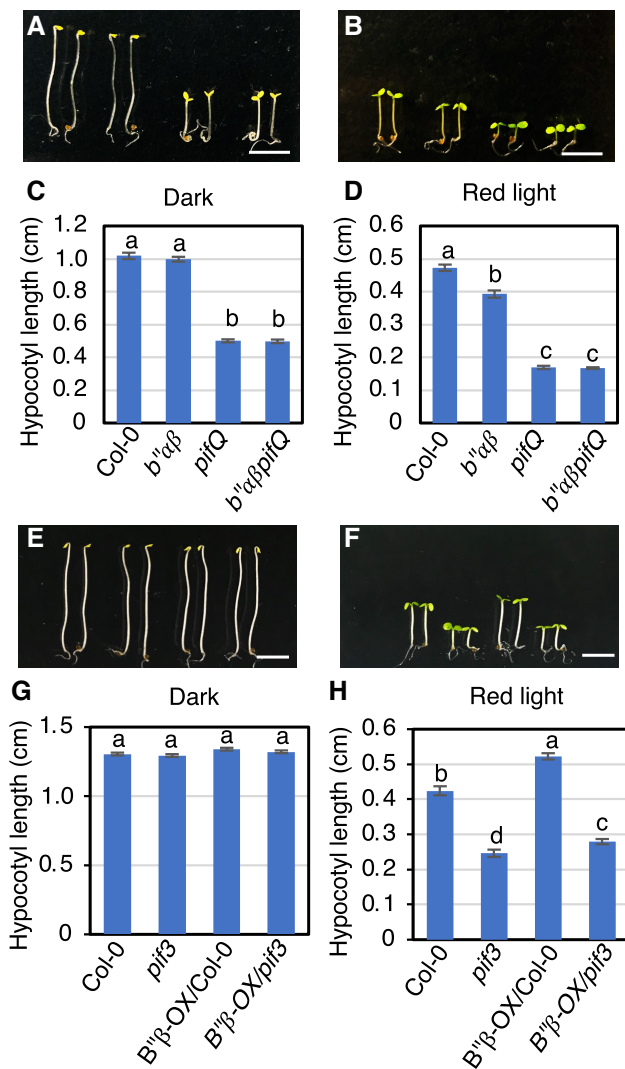 A
B
C
Dark
Hypocotyl length (cm)
1.2
1.0
0.8
0.6
0.4
0.2
0
a
a
b
b
Col-0
b"αβ
pifQ
b"αβpifQ
D
Red light
Hypocotyl length (cm)
0.6
0.5
0.4
0.3
0.2
0.1
0
a
b
c
c
Col-0
b"αβ
pifQ
b"αβpifQ
E
F
G
Dark
Hypocotyl length (cm)
1.5
1.0
0.5
0
a
a
a
a
Col-0
pif3
B"β-OX/Col-0
B"β-OX/pif3
H
Red light
Hypocotyl length (cm)
0.6
0.5
0.4
0.3
0.2
0.1
0
b
d
a
c
Col-0
pif3
B"β-OX/Col-0
B"β-OX/pif3